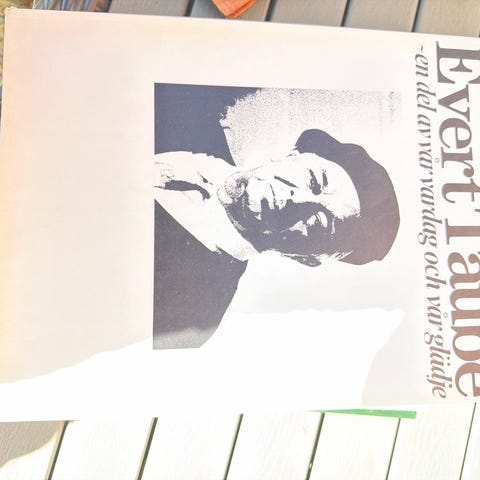 Evert Taube
- en del av vår vardag och vår glädje